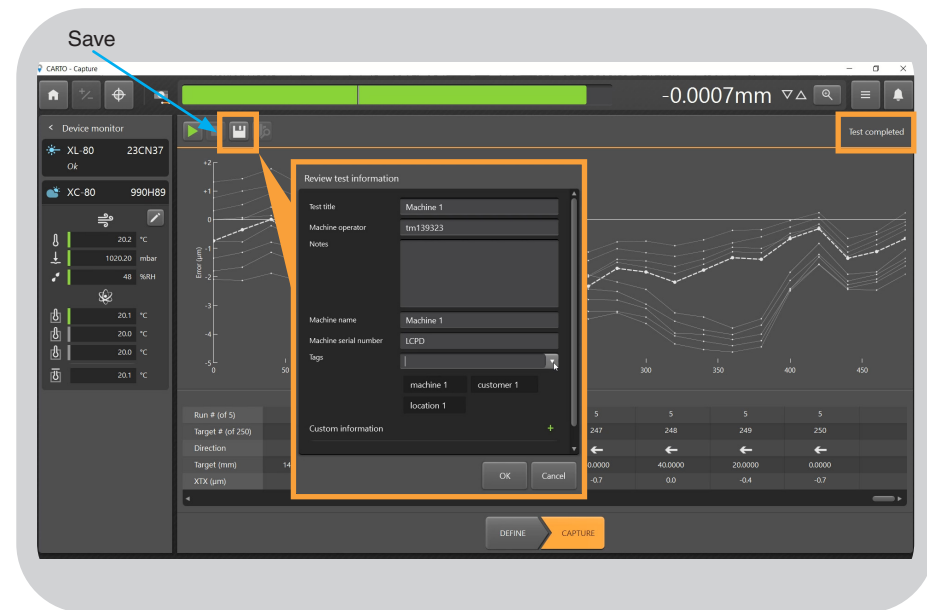 Save
CARTO - Capture
-0.0007mm
Device monitor
Test completed
XL-80 23CN37
Ok
XC-80 990H89
20.2 °C
1020.20 mbar
48 %RH
20.1 °C
20.0 °C
20.0 °C
20.1 °C
Error (µm)
+2
+1
0
-1
-2
-3
-4
-5
0 50 300 350 400 450
Review test information
Test title Machine 1
Machine operator tm139323
Notes
Machine name Machine 1
Machine serial number LCPD
Tags
machine 1 customer 1
location 1
Custom information +
OK Cancel
Run # (of 5) 5 5 5 5
Target # (of 250) 247 248 249 250
Direction
Target (mm) 14 0.0000 40.0000 20.0000 0.0000
XTX (µm) -0.7 0.0 -0.4 -0.7
DEFINE CAPTURE